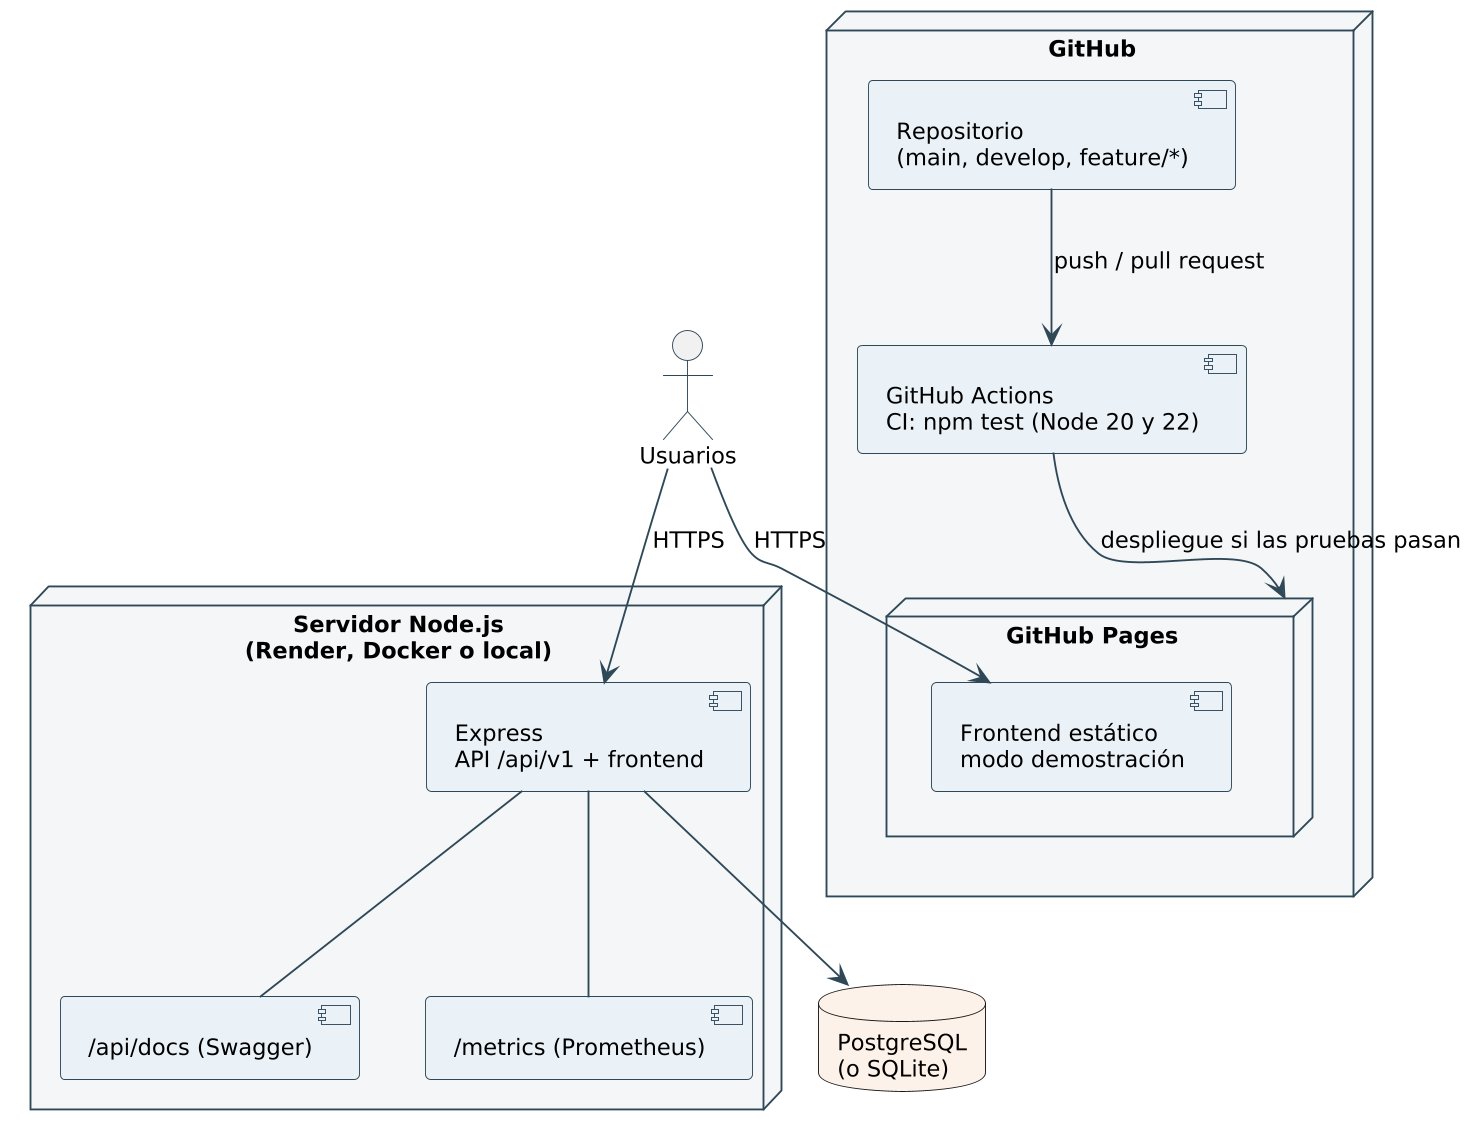 GitHub
Repositorio
(main, develop, feature/*)
push / pull request
GitHub Actions
CI: npm test (Node 20 y 22)
Usuarios
HTTPS
HTTPS
despliegue si las pruebas pasan
Servidor Node.js
(Render, Docker o local)
GitHub Pages
Express
API /api/v1 + frontend
Frontend estático
modo demostración
/api/docs (Swagger)
/metrics (Prometheus)
PostgreSQL
(o SQLite)